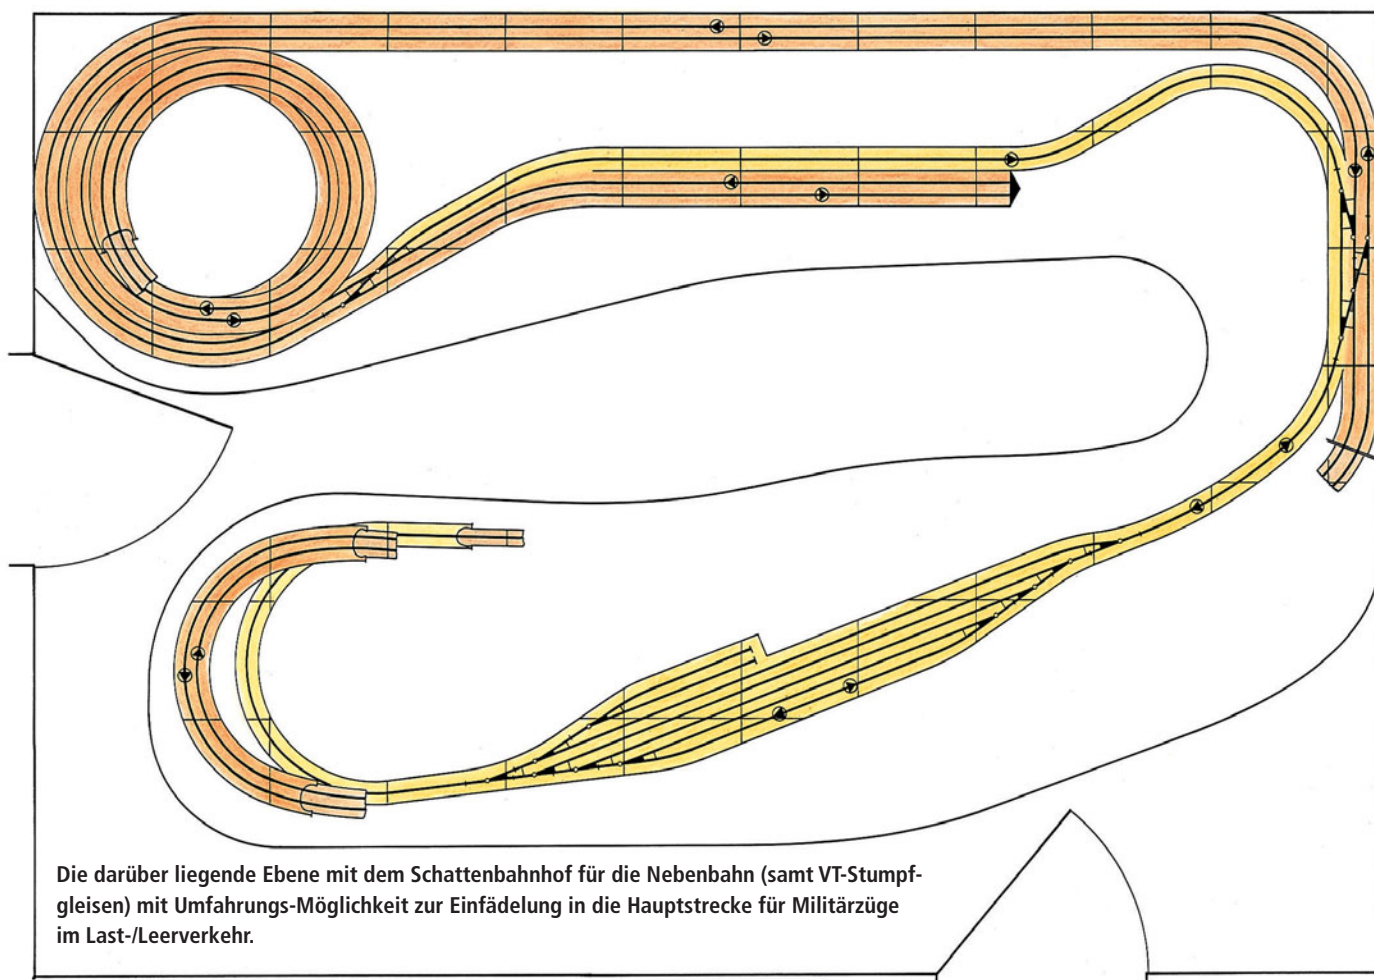 Die darüber liegende Ebene mit dem Schattenbahnhof für die Nebenbahn (samt VT-Stumpf-
gleisen) mit Umfahrungs-Möglichkeit zur Einfädelung in die Hauptstrecke für Militärzüge
im Last-/Leerverkehr.